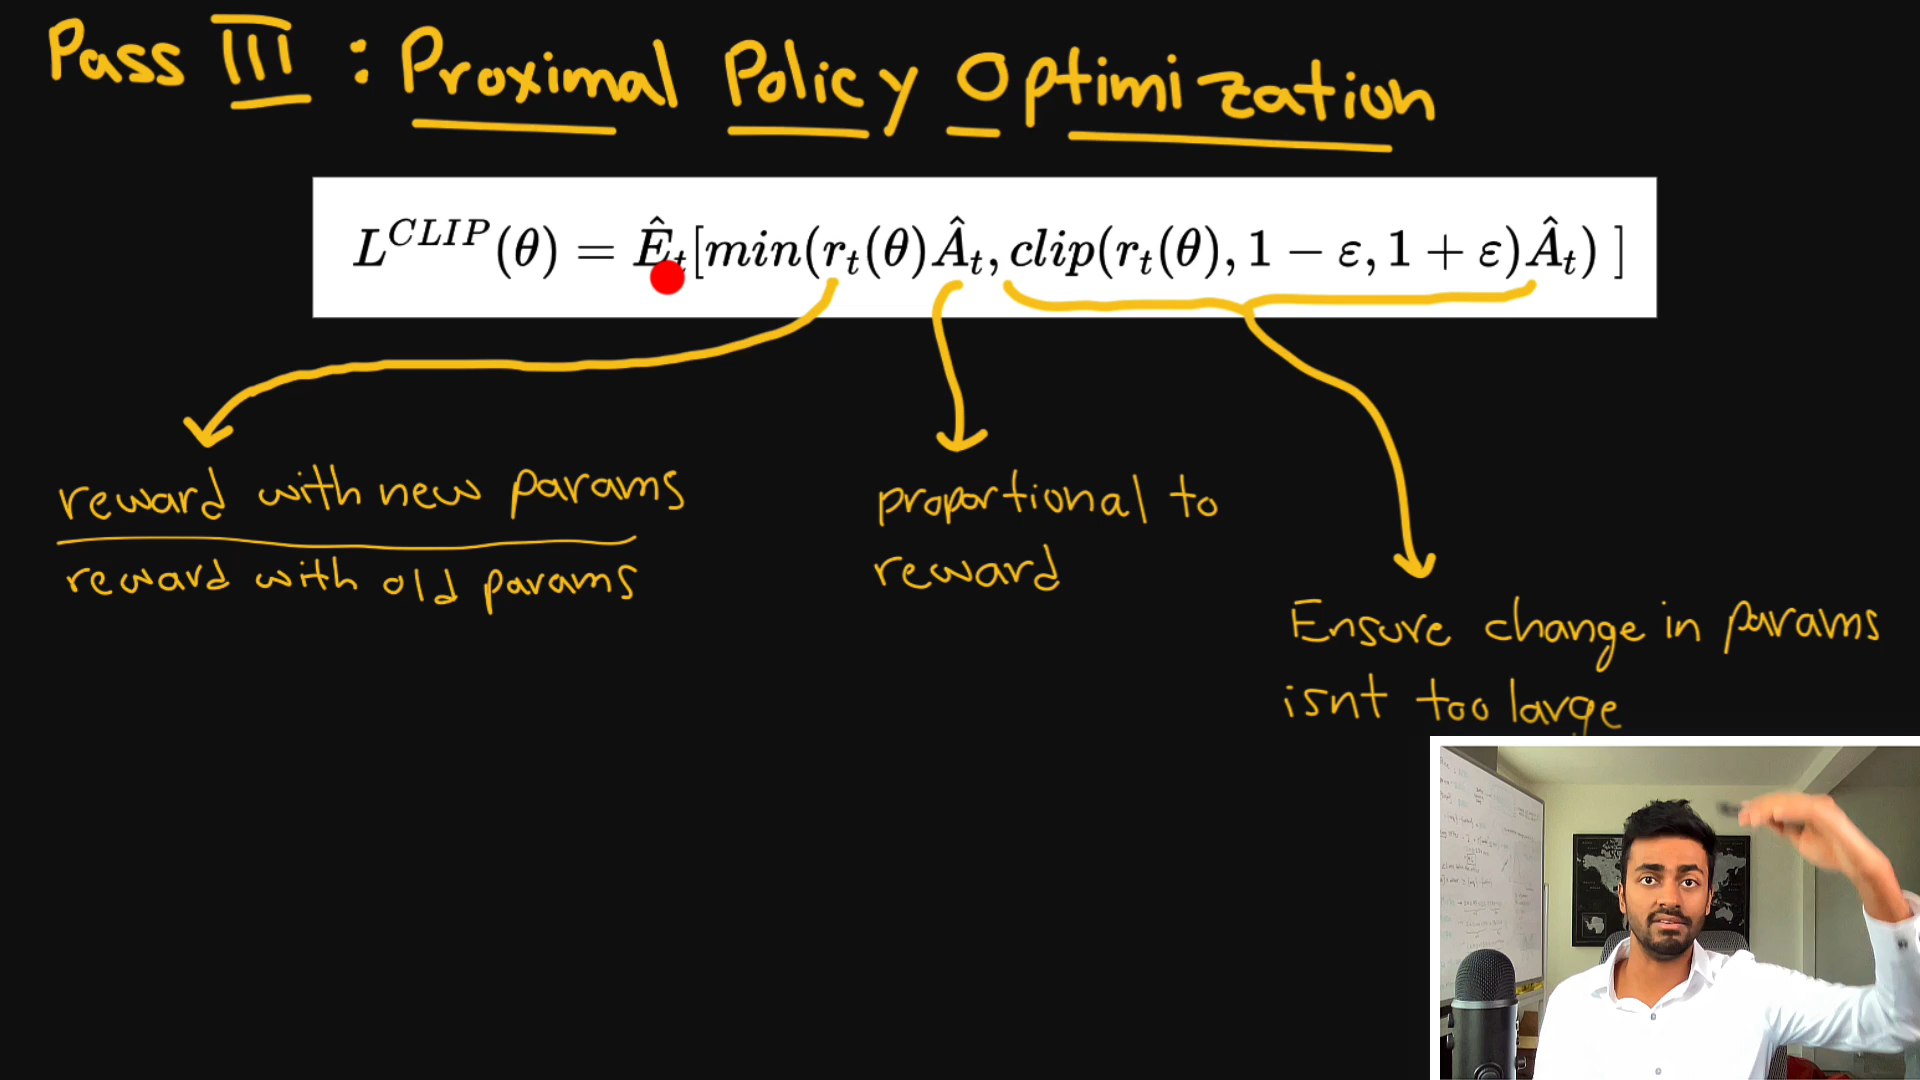 Pass III : Proximal Policy Optimization
L^{CLIP}(θ) = Ê_t[min(r_t(θ)Â_t, clip(r_t(θ), 1 − ε, 1 + ε)Â_t) ]
reward with new params
reward with old params
proportional to
reward
Ensure change in params
isnt too large